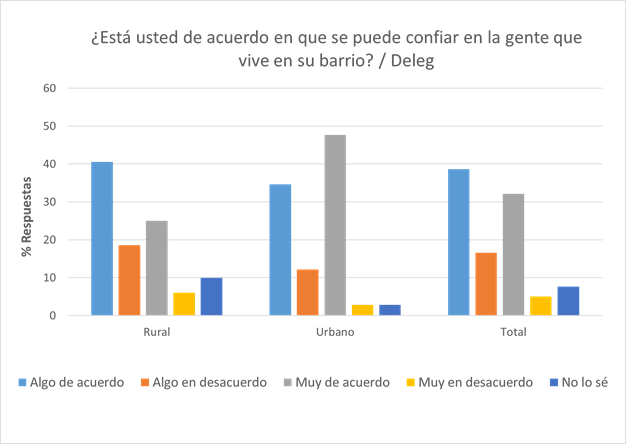 ¿Está usted de acuerdo en que se puede confiar en la gente que
vive en su barrio? / Deleg
% Respuestas
60
50
40
30
20
10
0
Rural Urbano Total
Algo de acuerdo Algo en desacuerdo Muy de acuerdo Muy en desacuerdo No lo sé